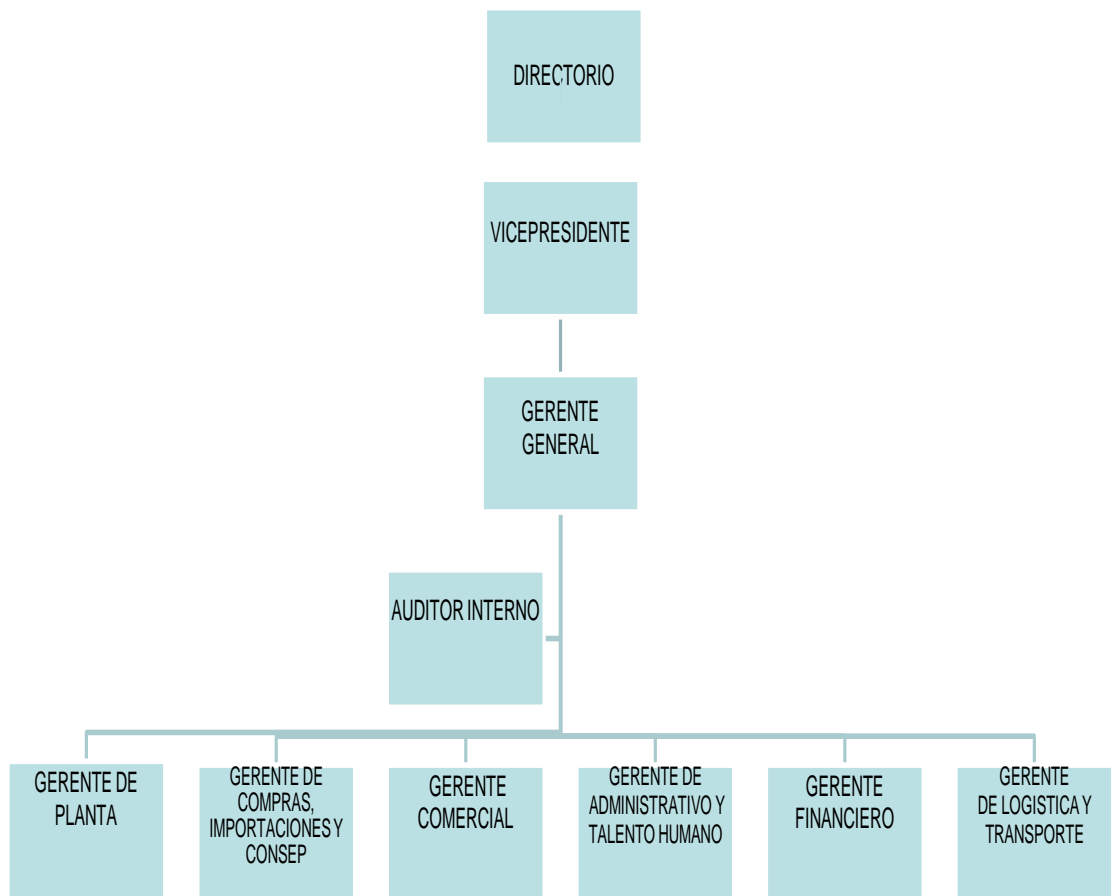 DIRECTORIO
VICEPRESIDENTE
GERENTE
GENERAL
AUDITOR INTERNO
GERENTE DE
PLANTA
GERENTE DE
COMPRAS,
IMPORTACIONES Y
CONSEP
GERENTE
COMERCIAL
GERENTE DE
ADMINISTRATIVO Y
TALENTO HUMANO
GERENTE
FINANCIERO
GERENTE
DE LOGISTICA Y
TRANSPORTE